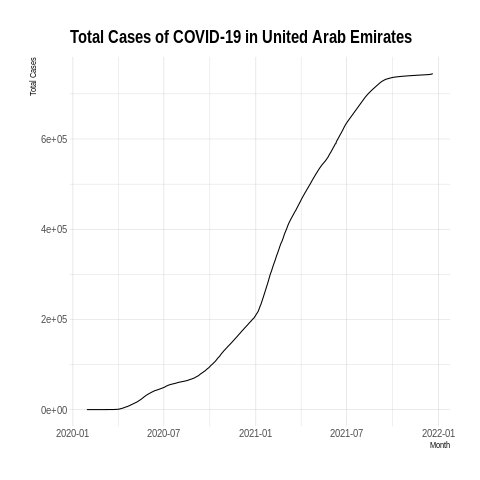 Total Cases of COVID-19 in United Arab Emirates
Total Cases
6e+05
4e+05
2e+05
0e+00
2020-01 2020-07 2021-01 2021-07 2022-01
Month